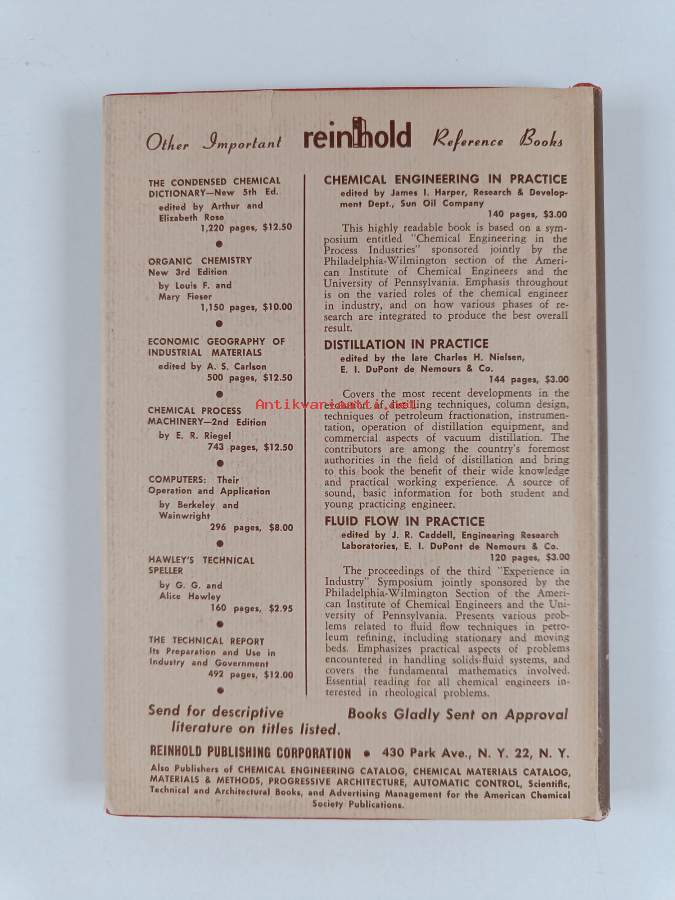 Other Important reinhold Reference Books
THE CONDENSED CHEMICAL
DICTIONARY—New 5th Ed.
edited by Arthur and
Elizabeth Rose
1,220 pages, $12.50
●
ORGANIC CHEMISTRY
New 3rd Edition
by Louis F. and
Mary Fieser
1,150 pages, $10.00
●
ECONOMIC GEOGRAPHY OF
INDUSTRIAL MATERIALS
edited by A. S. Carlson
500 pages, $12.50
●
CHEMICAL PROCESS
MACHINERY—2nd Edition
by E. R. Riegel
743 pages, $12.50
●
COMPUTERS: Their
Operation and Application
by Berkeley and
Wainwright
296 pages, $8.00
●
HAWLEY'S TECHNICAL
SPELLER
by G. G. and
Alice Hawley
160 pages, $2.95
●
THE TECHNICAL REPORT
Its Preparation and Use in
Industry and Government
492 pages, $12.00
●
CHEMICAL ENGINEERING IN PRACTICE
edited by James I. Harper, Research & Develop-
ment Dept., Sun Oil Company
140 pages, $3.00
This highly readable book is based on a sym-
posium entitled "Chemical Engineering in the
Process Industries" sponsored jointly by the
Philadelphia-Wilmington section of the Ameri-
can Institute of Chemical Engineers and the
University of Pennsylvania. Emphasis throughout
is on the varied roles of the chemical engineer
in industry, and on how various phases of re-
search are integrated to produce the best overall
result.
DISTILLATION IN PRACTICE
edited by the late Charles H. Nielsen,
E. I. DuPont de Nemours & Co.
144 pages, $3.00
Covers the most recent developments in the
of distilling techniques, column design,
techniques of petroleum fractionation, instrumen-
tation, operation of distillation equipment, and
commercial aspects of vacuum distillation. The
contributors are among the country's foremost
authorities in the field of distillation and bring
to this book the benefit of their wide knowledge
and practical working experience. A source of
sound, basic information for both student and
young practicing engineer.
FLUID FLOW IN PRACTICE
edited by J. R. Caddell, Engineering Research
Laboratories, E. I. DuPont de Nemours & Co.
120 pages, $3.00
The proceedings of the third "Experience in
Industry" Symposium jointly sponsored by the
Philadelphia-Wilmington Section of the Ameri-
can Institute of Chemical Engineers and the Uni-
versity of Pennsylvania. Presents various prob-
lems related to fluid flow techniques in petro-
leum refining, including stationary and moving
beds. Emphasizes practical aspects of problems
encountered in handling solids-fluid systems, and
covers the fundamental mathematics involved.
Essential reading for all chemical engineers in-
terested in rheological problems.
Send for descriptive
literature on titles listed.
Books Gladly Sent on Approval
REINHOLD PUBLISHING CORPORATION ● 430 Park Ave., N. Y. 22, N. Y.
Also Publishers of CHEMICAL ENGINEERING CATALOG, CHEMICAL MATERIALS CATALOG,
MATERIALS & METHODS, PROGRESSIVE ARCHITECTURE, AUTOMATIC CONTROL, Scientific,
Technical and Architectural Books, and Advertising Management for the American Chemical
Society Publications.